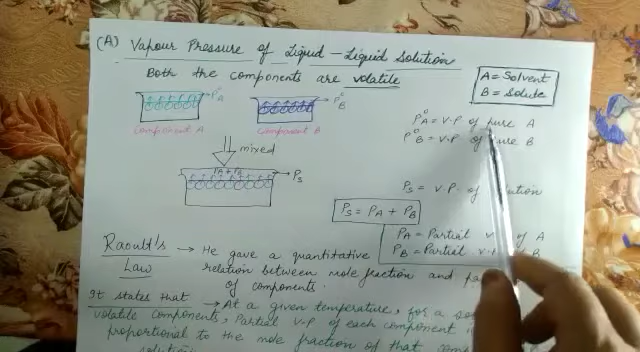 (A) Vapour Pressure of Liquid - Liquid Solution
Both the components are volatile
A = Solvent
B = Solute
P°A
P°B
Component A
Component B
P°A = V.P of pure A
P°B = V.P of pure B
mixed
PA + PB
PS
PS = V.P. of
PS = PA + PB
PA = Partial of A
PB = Partial V.P
Raoult's Law → He gave a quantitative
relation between mole fraction and
of components.
It states that → At a given temperature, for a
volatile components, Partial V.P of each component
proportional to the mole fraction of that